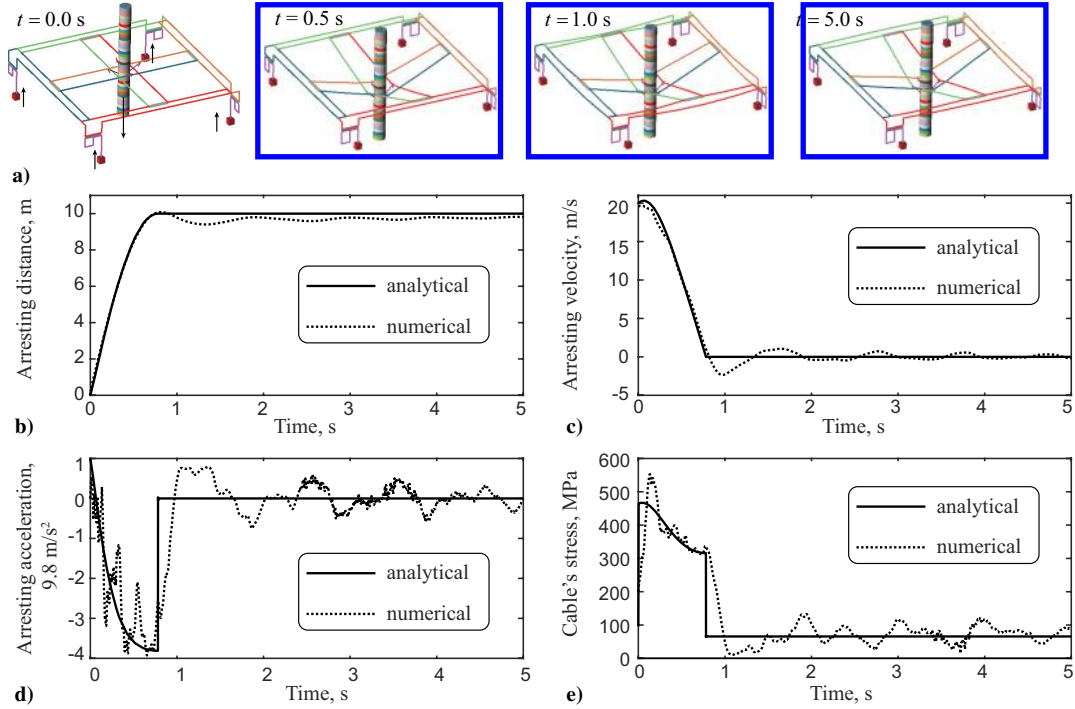 t = 0.0 s
t = 0.5 s
t = 1.0 s
t = 5.0 s
a)
Arresting distance, m
10
8
6
4
2
0
analytical
numerical
0 1 2 3 4 5
Time, s
b)
Arresting velocity, m/s
20
15
10
5
0
-5
analytical
numerical
0 1 2 3 4 5
Time, s
c)
Arresting acceleration,
9.8 m/s²
1
0
-1
-2
-3
-4
analytical
numerical
0 1 2 3 4 5
Time, s
d)
Cable's stress, MPa
600
500
400
300
200
100
0
analytical
numerical
0 1 2 3 4 5
Time, s
e)